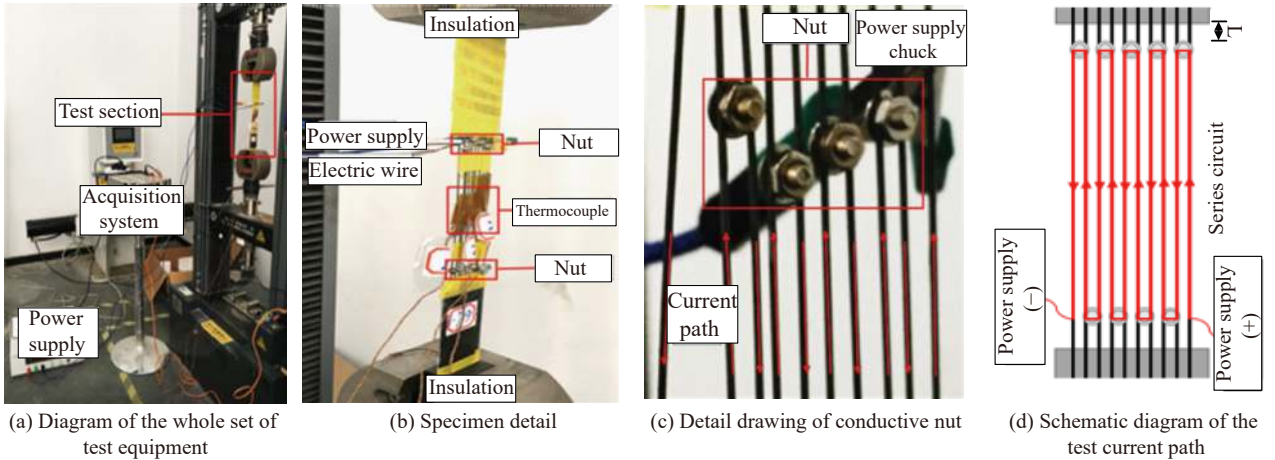 Test section
Acquisition
system
Power
supply
(a) Diagram of the whole set of
test equipment
Insulation
Power supply
Nut
Electric wire
Thermocouple
Nut
Insulation
(b) Specimen detail
Nut
Power supply
chuck
Current
path
(c) Detail drawing of conductive nut
L
Series circuit
Power supply
(−)
Power supply
(+)
(d) Schematic diagram of the
test current path